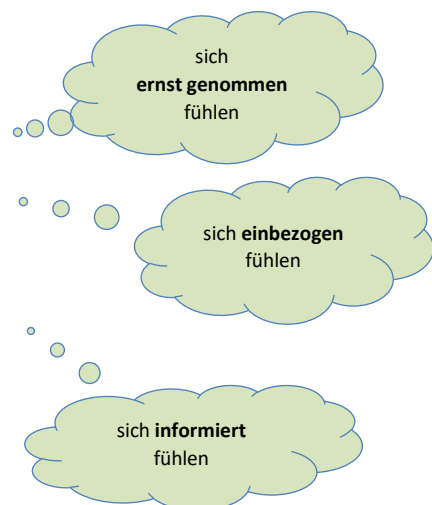 sich
ernst genommen
fühlen
sich einbezogen
fühlen
sich informiert
fühlen